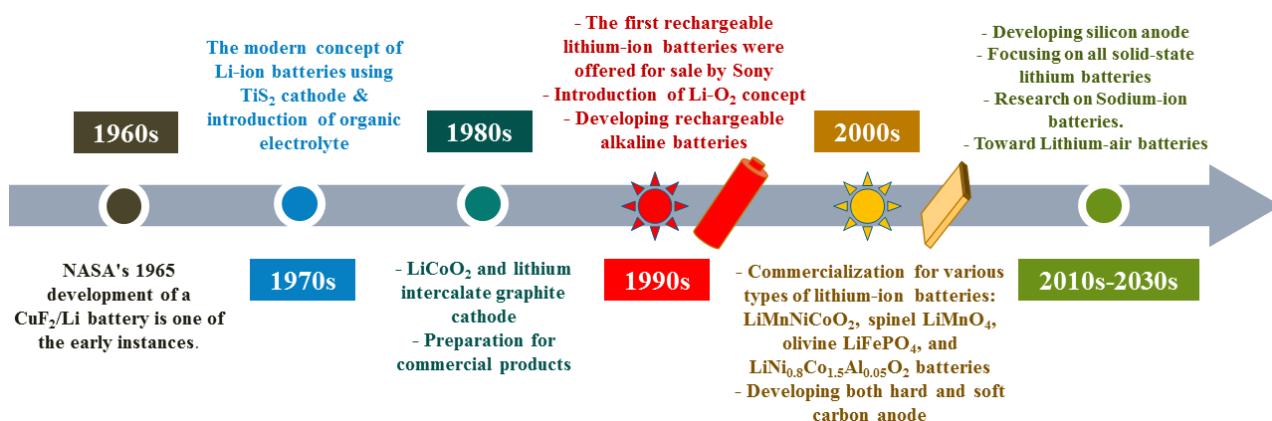 1960s
NASA's 1965
development of a
CuF₂/Li battery is one of
the early instances.
The modern concept of
Li-ion batteries using
TiS₂ cathode &
introduction of organic
electrolyte
1970s
1980s
- LiCoO₂ and lithium
intercalate graphite
cathode
- Preparation for
commercial products
- The first rechargeable
lithium-ion batteries were
offered for sale by Sony
- Introduction of Li-O₂ concept
- Developing rechargeable
alkaline batteries
1990s
2000s
- Commercialization for various
types of lithium-ion batteries:
LiMnNiCoO₂, spinel LiMnO₄,
olivine LiFePO₄, and
LiNi₀.₈Co₁.₅Al₀.₀₅O₂ batteries
- Developing both hard and soft
carbon anode
- Developing silicon anode
- Focusing on all solid-state
lithium batteries
- Research on Sodium-ion
batteries.
- Toward Lithium-air batteries
2010s-2030s